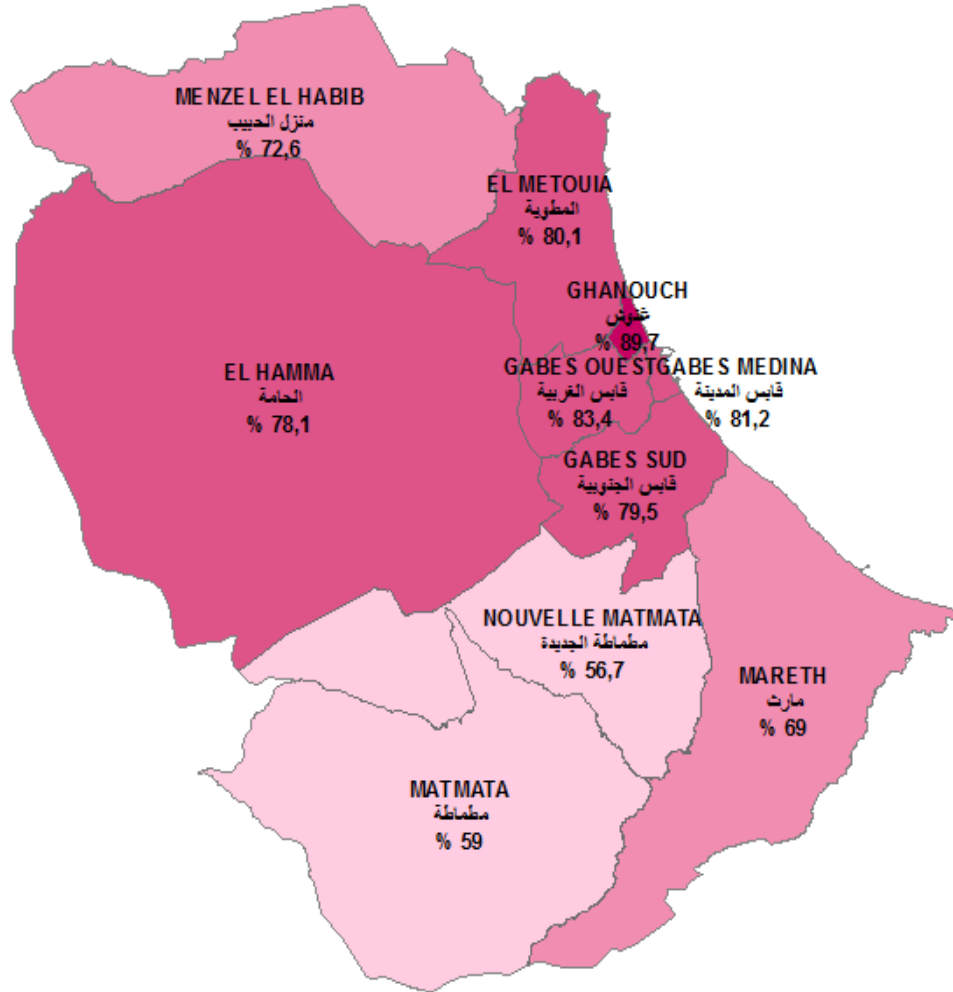 MENZEL EL HABIB
منزل الحبيب
% 72,6
EL METOUIA
المطوية
% 80,1
GHANOUCH
غنوش
% 89,7
GABES OUEST
قابس الغربية
% 83,4
GABES MEDINA
قابس المدينة
% 81,2
EL HAMMA
الحامة
% 78,1
GABES SUD
قابس الجنوبية
% 79,5
NOUVELLE MATMATA
مطماطة الجديدة
% 56,7
MARETH
مارث
% 69
MATMATA
مطماطة
% 59